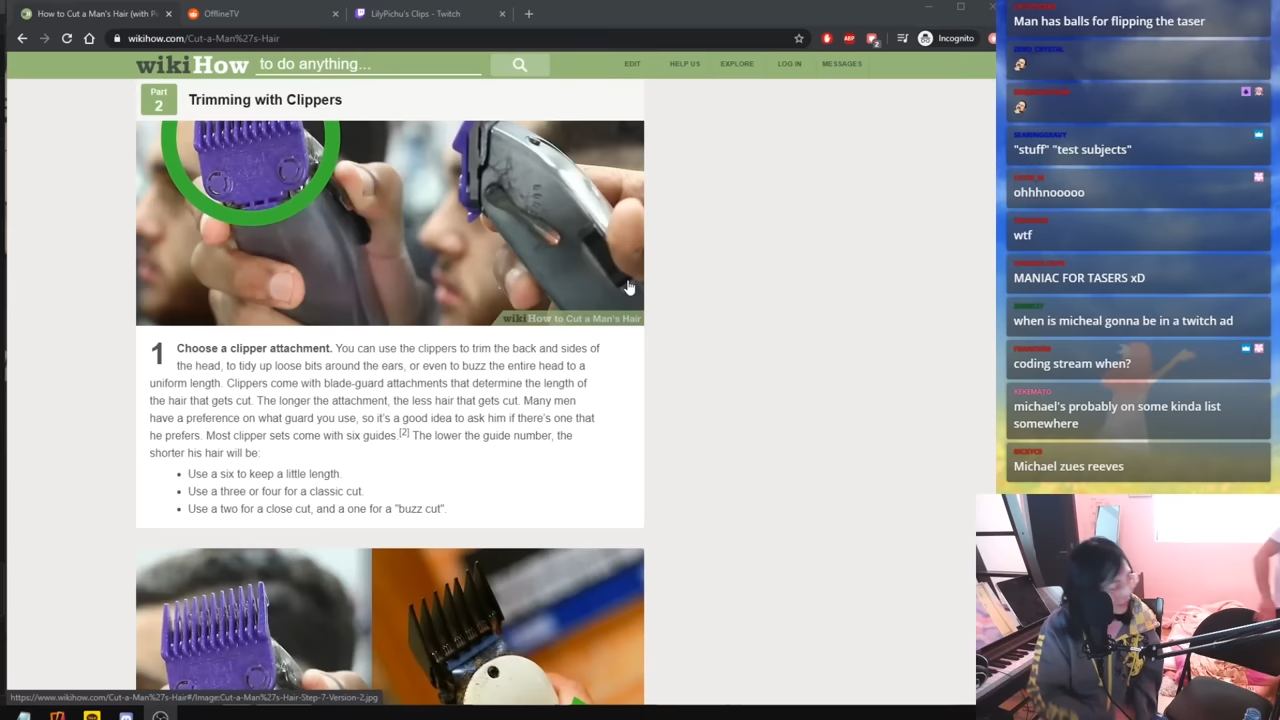 How to Cut a Man's Hair (with P
OfflineTV
LilyPichu's Clips - Twitch
wikihow.com/Cut-a-Man%27s-Hair
ABP
2
Incognito
wikiHow to do anything...
EDIT
HELP US
EXPLORE
LOG IN
MESSAGES
Part
2
Trimming with Clippers
wikiHow to Cut a Man's Hair
1 Choose a clipper attachment. You can use the clippers to trim the back and sides of
the head, to tidy up loose bits around the ears, or even to buzz the entire head to a
uniform length. Clippers come with blade-guard attachments that determine the length of
the hair that gets cut. The longer the attachment, the less hair that gets cut. Many men
have a preference on what guard you use, so it's a good idea to ask him if there's one that
he prefers. Most clipper sets come with six guides.[2] The lower the guide number, the
shorter his hair will be:
• Use a six to keep a little length.
• Use a three or four for a classic cut.
• Use a two for a close cut, and a one for a "buzz cut".
https://www.wikihow.com/Cut-a-Man%27s-Hair#/Image:Cut-a-Man%27s-Hair-Step-7-Version-2.jpg
Man has balls for flipping the taser
"stuff" "test subjects"
ohhhnooooo
wtf
MANIAC FOR TASERS xD
when is micheal gonna be in a twitch ad
coding stream when?
KEKEMATO
michael's probably on some kinda list
somewhere
Michael zues reeves